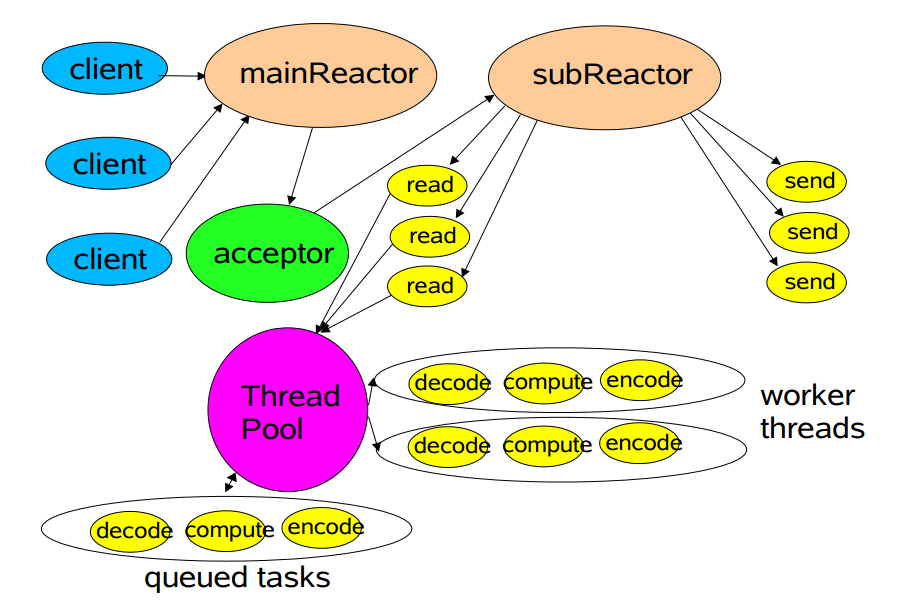 client
mainReactor
subReactor
client
client
acceptor
read
read
read
send
send
send
Thread
Pool
decode compute encode
decode compute encode
worker
threads
decode compute encode
queued tasks